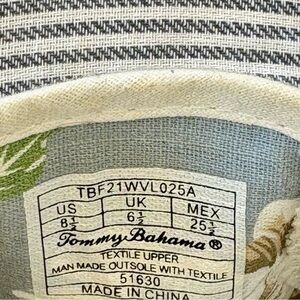 TBF21WVL025A
US UK MEX
8½ 6½ 25½
Tommy Bahama®
TEXTILE UPPER
MAN MADE OUTSOLE WITH TEXTILE
51630
MADE IN CHINA